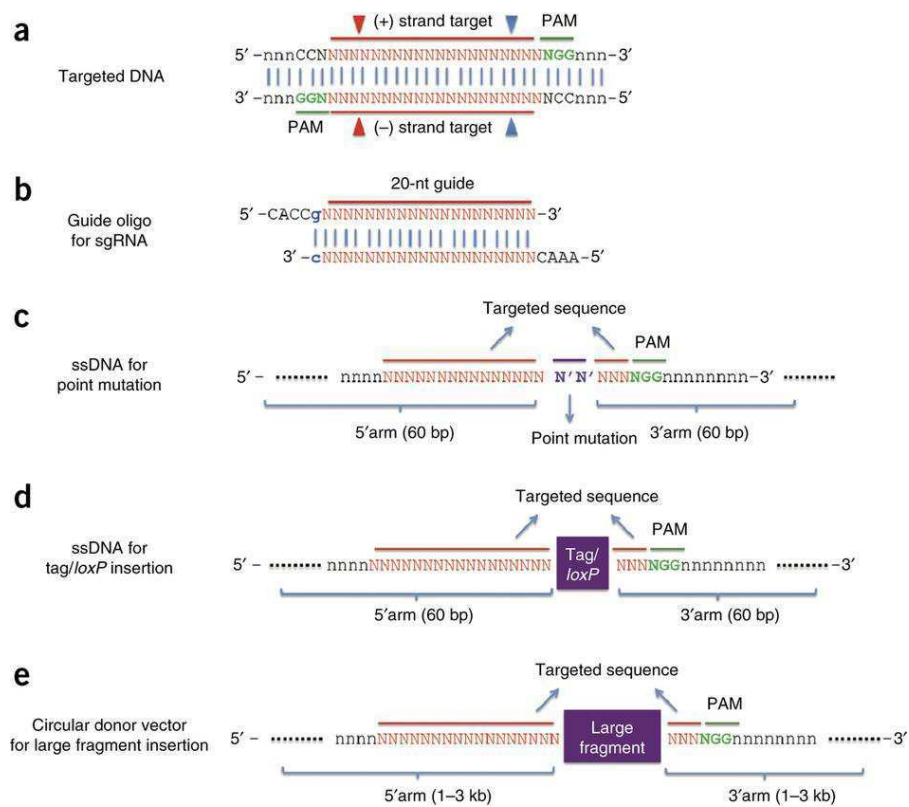 a
(+) strand target
PAM
5′ – nnnCCNNNNNNNNNNNNNNNNNNNNNNNGGnnn–3′
Targeted DNA
3′ – nnnGGNNNNNNNNNNNNNNNNNNNNNNNCCnnn–5′
PAM
(–) strand target
b
20-nt guide
Guide oligo
for sgRNA
5′ -CACCgNNNNNNNNNNNNNNNNNNNN-3′
3′ -cNNNNNNNNNNNNNNNNNNNNCAAA-5′
c
Targeted sequence
PAM
ssDNA for
point mutation
5′ – nnnnNNNNNNNNNNNNNNN N′N′ NNNNGGnnnnnnnn–3′
5′arm (60 bp)
Point mutation
3′arm (60 bp)
d
Targeted sequence
PAM
ssDNA for
tag/loxP insertion
5′ – nnnnNNNNNNNNNNNNNNNNN Tag/
loxP
NNNNGGnnnnnnnn –3′
5′arm (60 bp)
3′arm (60 bp)
e
Targeted sequence
PAM
Circular donor vector
for large fragment insertion
5′ – nnnnNNNNNNNNNNNNNNNNN Large
fragment
NNNNGGnnnnnnnn –3′
5′arm (1–3 kb)
3′arm (1–3 kb)